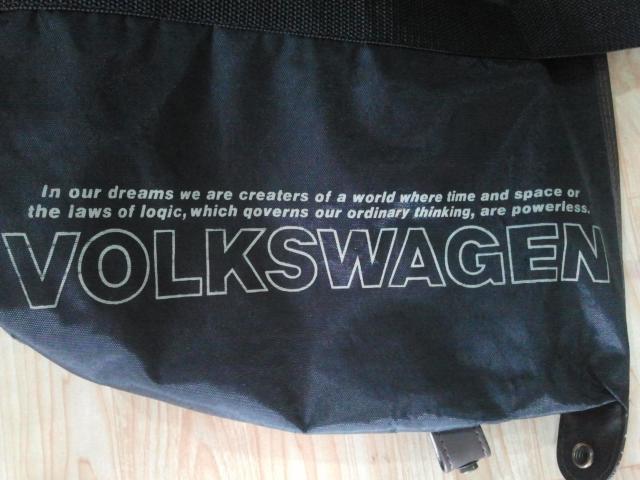 In our dreams we are creaters of a world where time and space or
the laws of loqic, which qoverns our ordinary thinking, are powerless.
VOLKSWAGEN